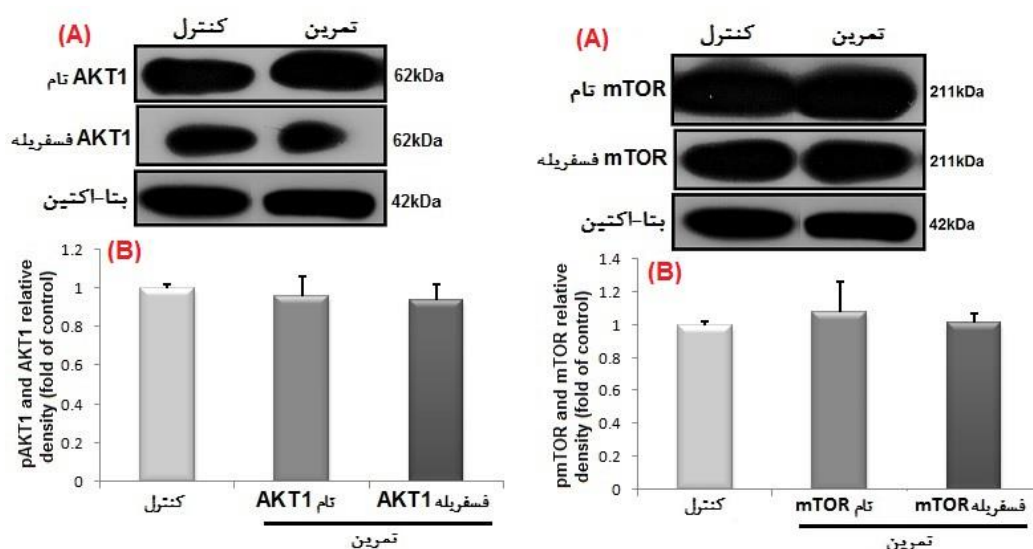 (A)
کنترل تمرین
AKT1 تام 62kDa
AKT1 فسفریله 62kDa
بتا-اکتین 42kDa
(B)
pAKT1 and AKT1 relative
density (fold of control)
1.2
1
0.8
0.6
0.4
0.2
0
کنترل
AKT1 تام
AKT1 فسفریله
تمرین
(A)
کنترل تمرین
mTOR تام 211kDa
mTOR فسفریله 211kDa
بتا-اکتین 42kDa
(B)
pmTOR and mTOR relative
density (fold of control)
1.4
1.2
1
0.8
0.6
0.4
0.2
0
کنترل
mTOR تام
mTOR فسفریله
تمرین